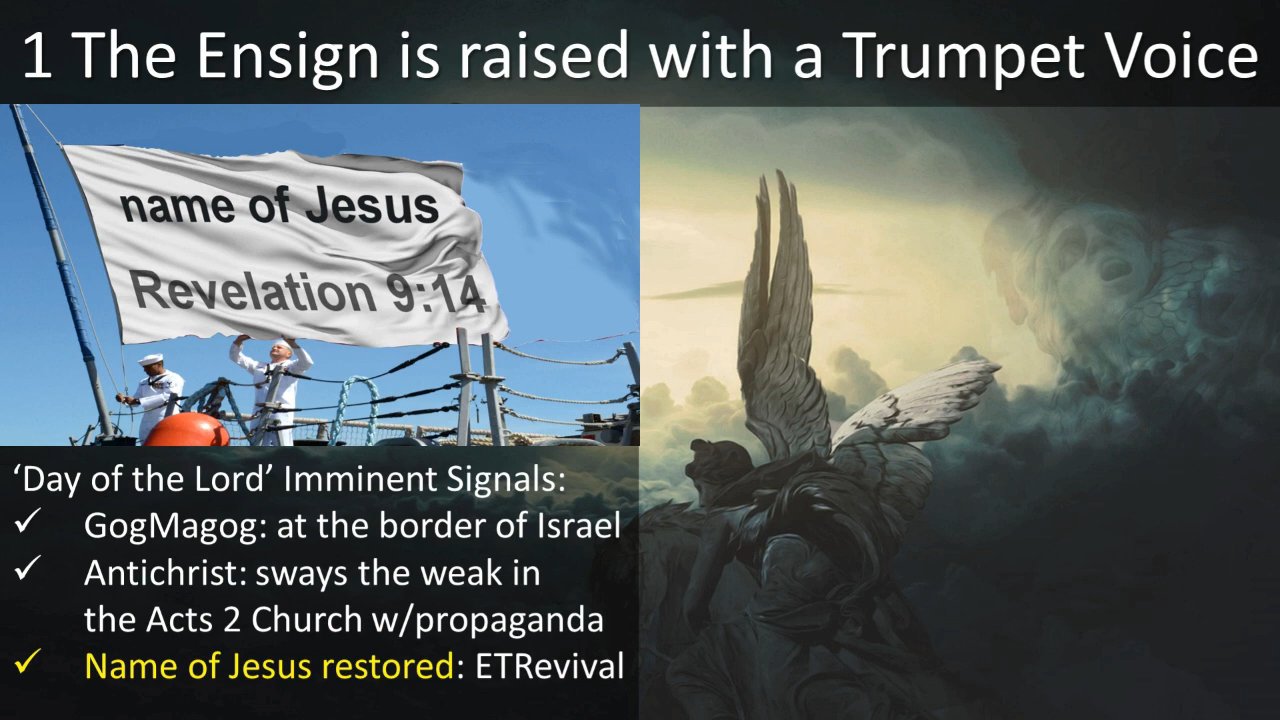 1 The Ensign is raised with a Trumpet Voice
name of Jesus
Revelation 9:14
‘Day of the Lord’ Imminent Signals:
✓ GogMagog: at the border of Israel
✓ Antichrist: sways the weak in
the Acts 2 Church w/propaganda
✓ Name of Jesus restored: ETRevival